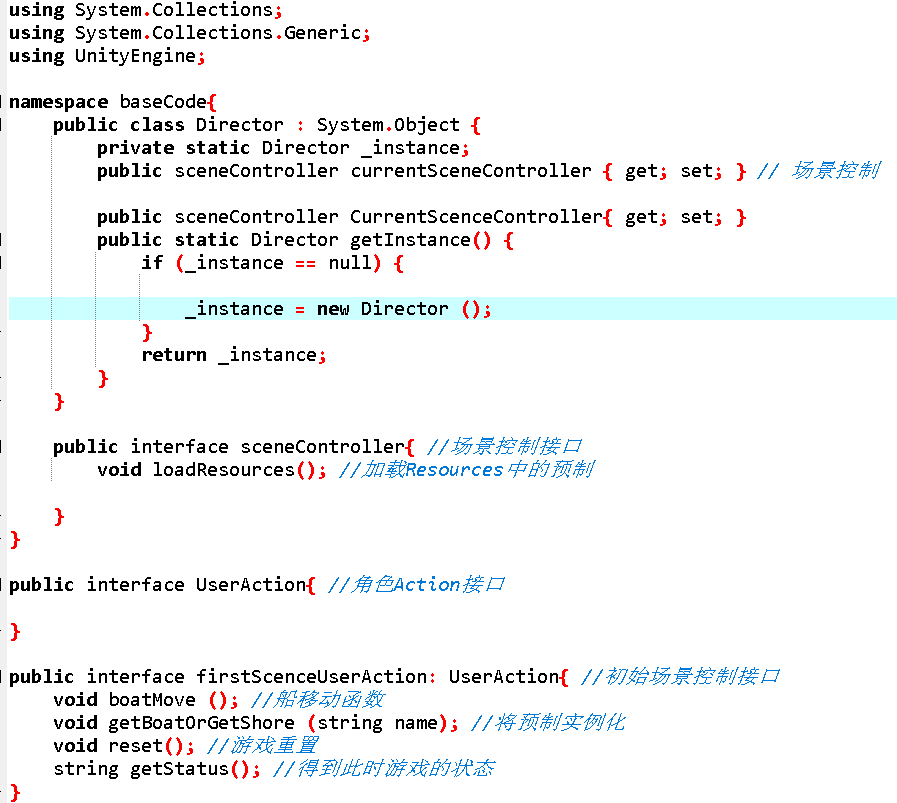 using System.Collections;
using System.Collections.Generic;
using UnityEngine;
namespace baseCode{
public class Director : System.Object {
private static Director _instance;
public sceneController currentSceneController { get; set; } // 场景控制
public sceneController CurrentScenceController{ get; set; }
public static Director getInstance() {
if (_instance == null) {
_instance = new Director ();
}
return _instance;
}
}
public interface sceneController{ //场景控制接口
void loadResources(); //加载Resources中的预制
}
}
public interface UserAction{ //角色Action接口
}
public interface firstScenceUserAction: UserAction{ //初始场景控制接口
void boatMove (); //船移动函数
void getBoatOrGetShore (string name); //将预制实例化
void reset(); //游戏重置
string getStatus(); //得到此时游戏的状态
}